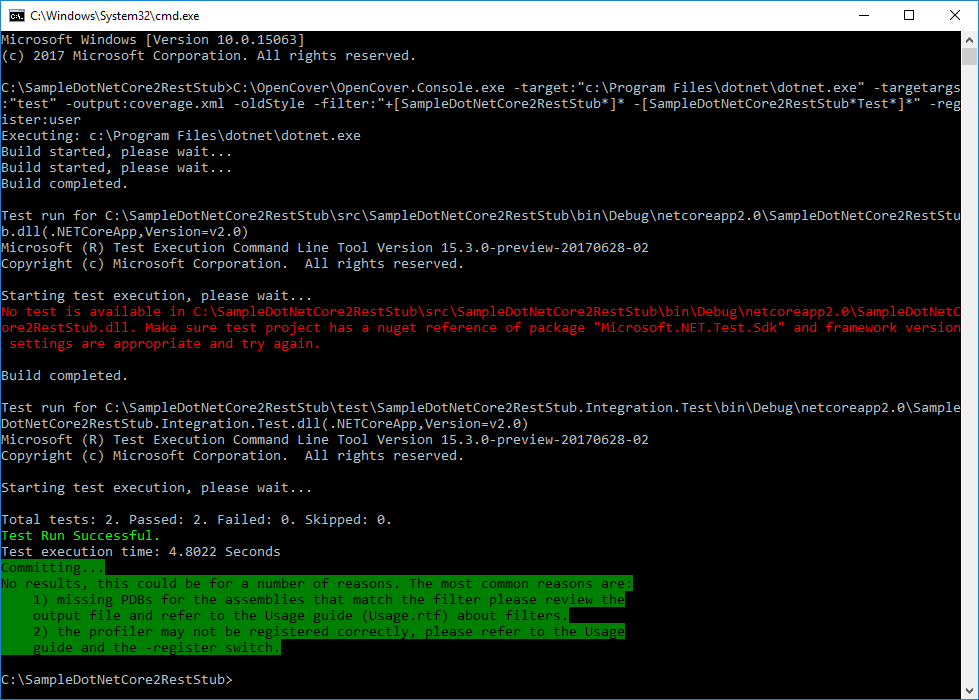 C:\Windows\System32\cmd.exe
Microsoft Windows [Version 10.0.15063]
(c) 2017 Microsoft Corporation. All rights reserved.
C:\SampleDotNetCore2RestStub>C:\OpenCover\OpenCover.Console.exe -target:"c:\Program Files\dotnet\dotnet.exe" -targetargs
:"test" -output:coverage.xml -oldStyle -filter:"+[SampleDotNetCore2RestStub*]* -[SampleDotNetCore2RestStub*Test*]*" -reg
ister:user
Executing: c:\Program Files\dotnet\dotnet.exe
Build started, please wait...
Build started, please wait...
Build completed.
Test run for C:\SampleDotNetCore2RestStub\src\SampleDotNetCore2RestStub\bin\Debug\netcoreapp2.0\SampleDotNetCore2RestStu
b.dll(.NETCoreApp,Version=v2.0)
Microsoft (R) Test Execution Command Line Tool Version 15.3.0-preview-20170628-02
Copyright (c) Microsoft Corporation.  All rights reserved.
Starting test execution, please wait...
No test is available in C:\SampleDotNetCore2RestStub\src\SampleDotNetCore2RestStub\bin\Debug\netcoreapp2.0\SampleDotNetC
ore2RestStub.dll. Make sure test project has a nuget reference of package "Microsoft.NET.Test.Sdk" and framework version
 settings are appropriate and try again.
Build completed.
Test run for C:\SampleDotNetCore2RestStub\test\SampleDotNetCore2RestStub.Integration.Test\bin\Debug\netcoreapp2.0\Sample
DotNetCore2RestStub.Integration.Test.dll(.NETCoreApp,Version=v2.0)
Microsoft (R) Test Execution Command Line Tool Version 15.3.0-preview-20170628-02
Copyright (c) Microsoft Corporation.  All rights reserved.
Starting test execution, please wait...
Total tests: 2. Passed: 2. Failed: 0. Skipped: 0.
Test Run Successful.
Test execution time: 4.8022 Seconds
Committing...
No results, this could be for a number of reasons. The most common reasons are:
    1) missing PDBs for the assemblies that match the filter please review the
    output file and refer to the Usage guide (Usage.rtf) about filters.
    2) the profiler may not be registered correctly, please refer to the Usage
    guide and the -register switch.
C:\SampleDotNetCore2RestStub>